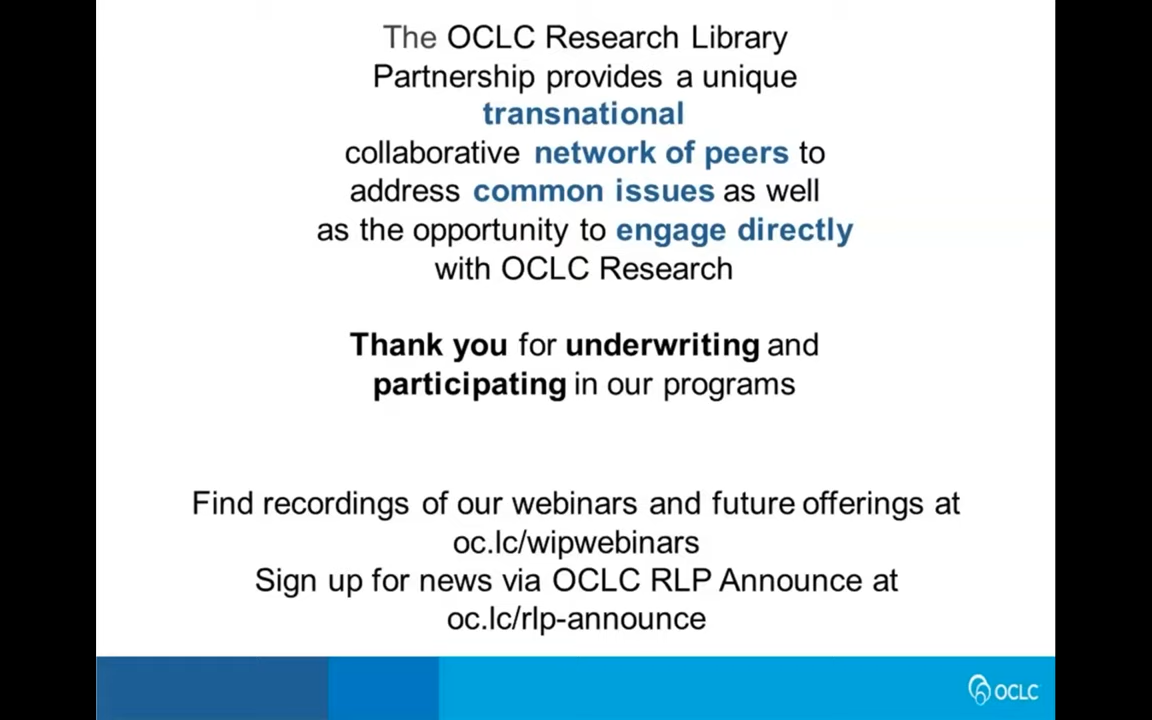 The OCLC Research Library
Partnership provides a unique
transnational
collaborative network of peers to
address common issues as well
as the opportunity to engage directly
with OCLC Research
Thank you for underwriting and
participating in our programs
Find recordings of our webinars and future offerings at
oc.lc/wipwebinars
Sign up for news via OCLC RLP Announce at
oc.lc/rlp-announce
OCLC